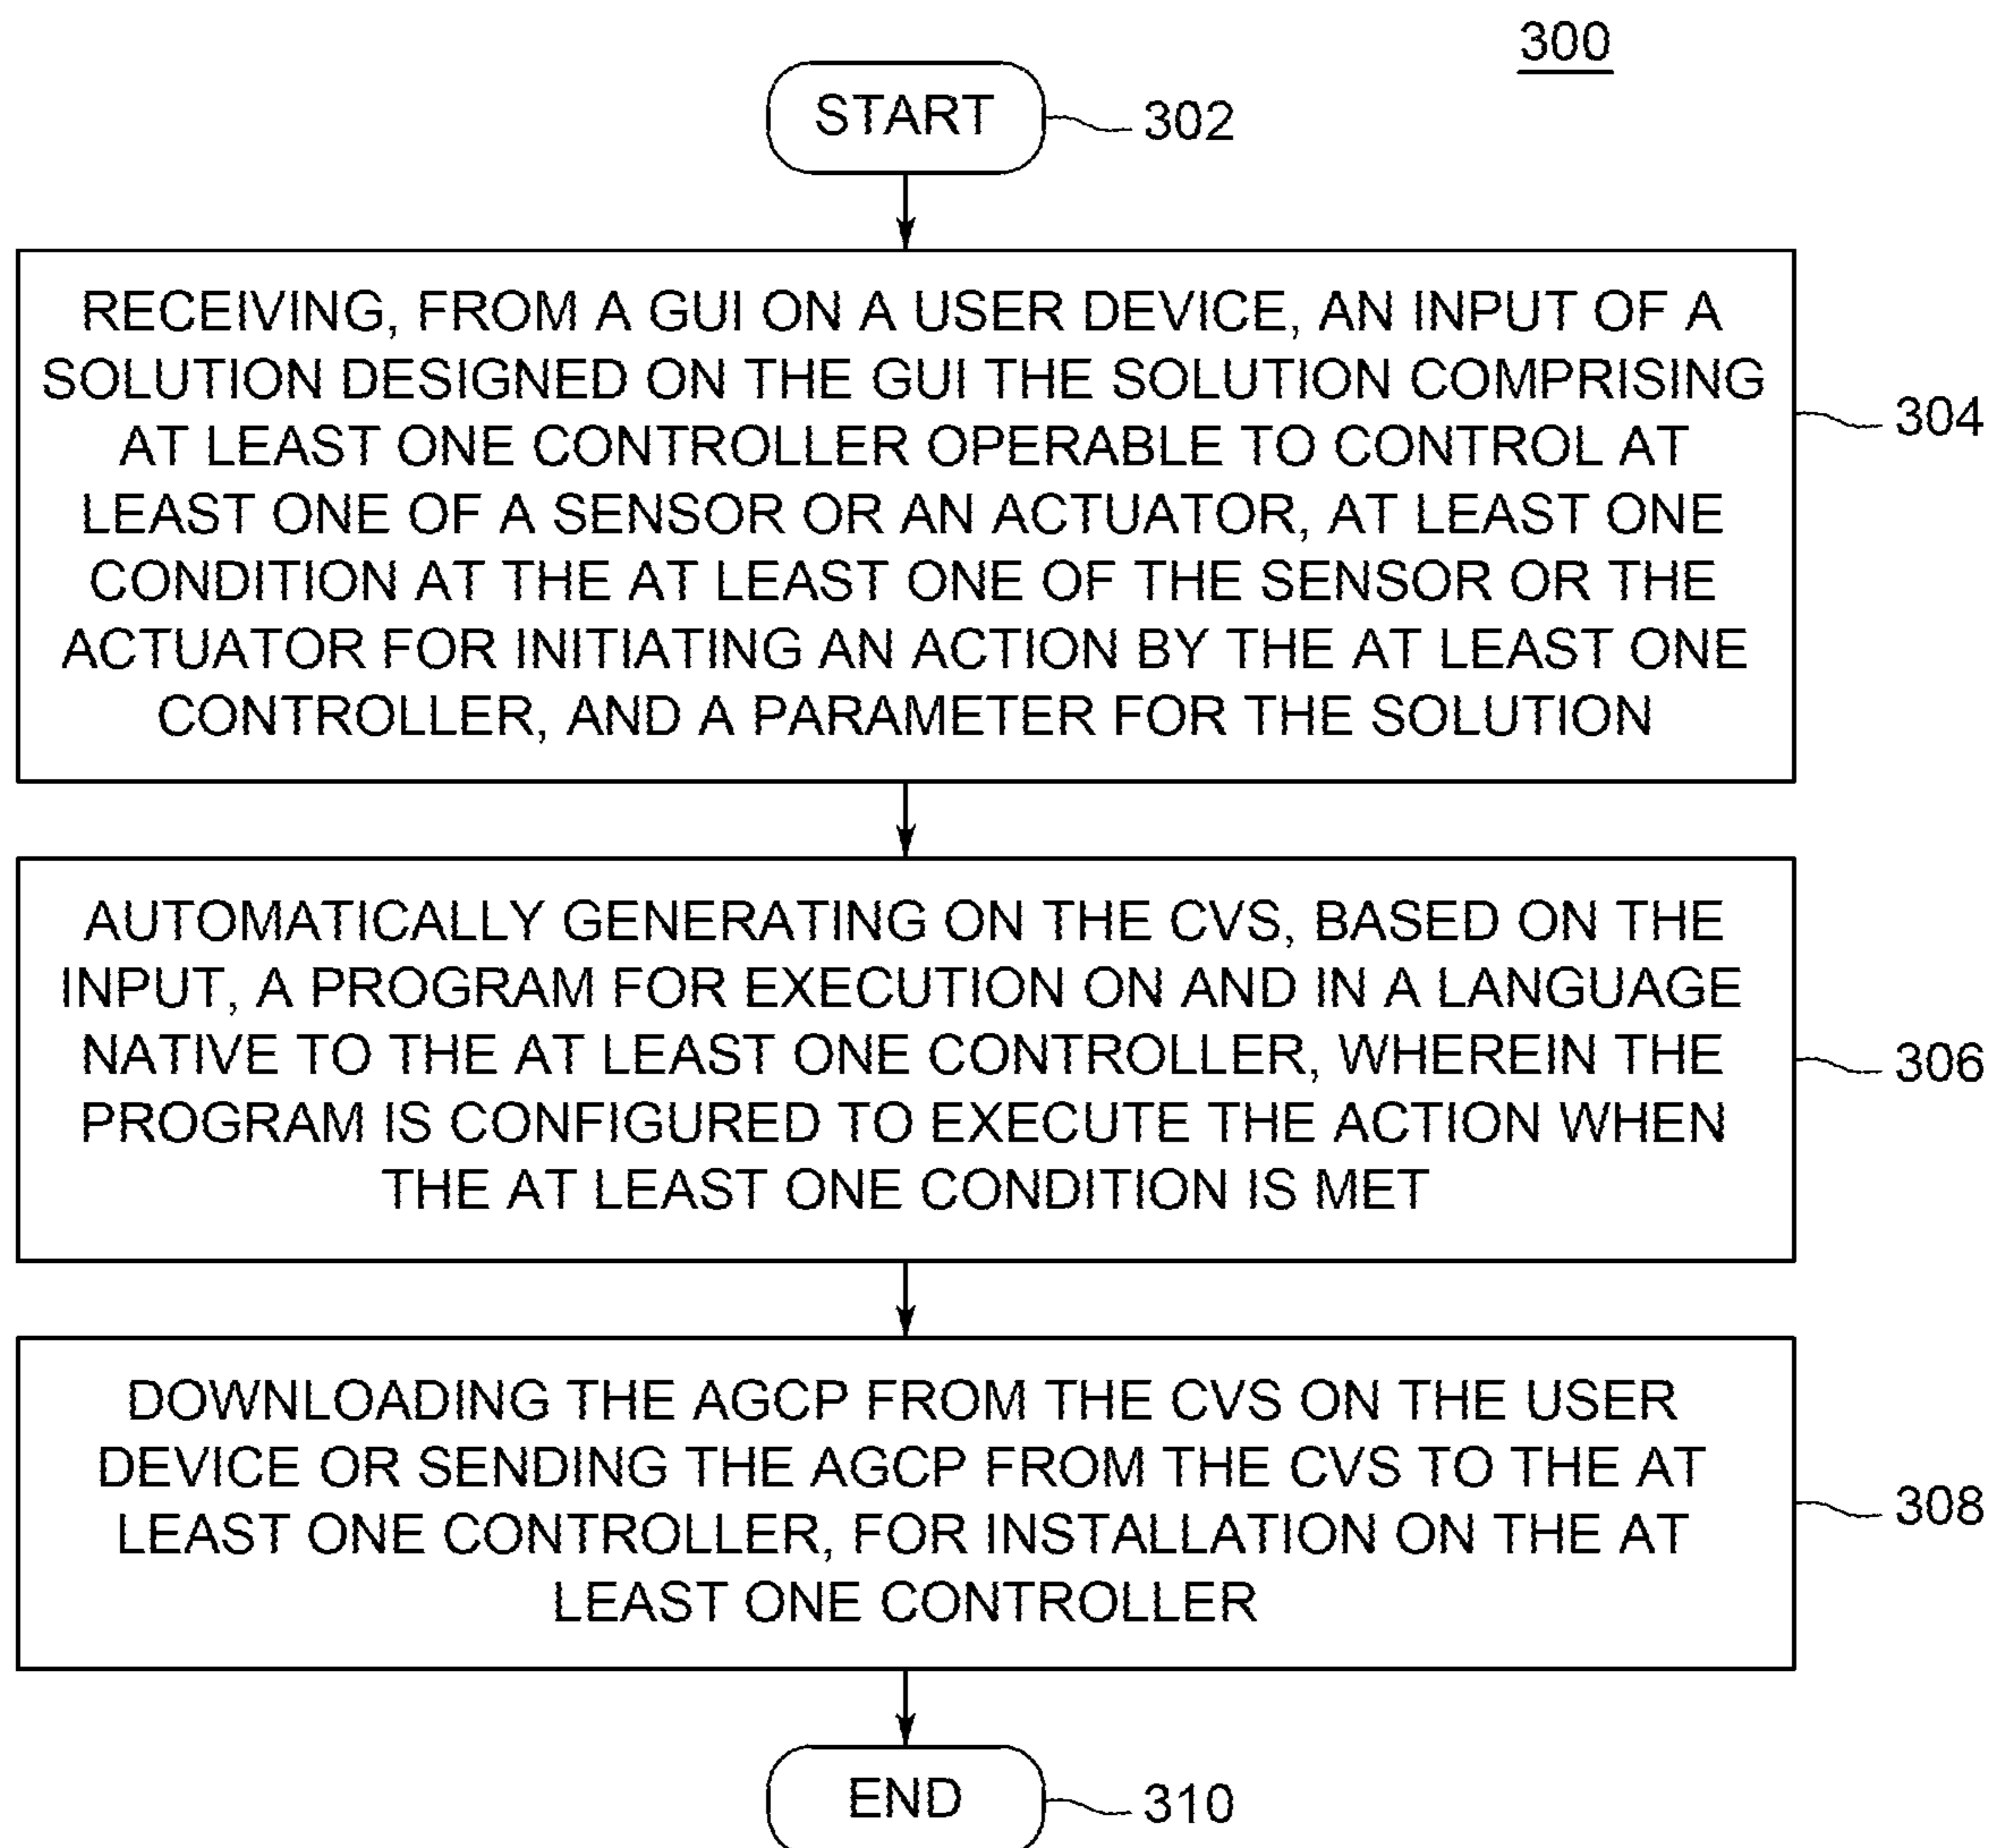 300
START
302
RECEIVING, FROM A GUI ON A USER DEVICE, AN INPUT OF A
SOLUTION DESIGNED ON THE GUI THE SOLUTION COMPRISING
AT LEAST ONE CONTROLLER OPERABLE TO CONTROL AT
LEAST ONE OF A SENSOR OR AN ACTUATOR, AT LEAST ONE
CONDITION AT THE AT LEAST ONE OF THE SENSOR OR THE
ACTUATOR FOR INITIATING AN ACTION BY THE AT LEAST ONE
CONTROLLER, AND A PARAMETER FOR THE SOLUTION
304
AUTOMATICALLY GENERATING ON THE CVS, BASED ON THE
INPUT, A PROGRAM FOR EXECUTION ON AND IN A LANGUAGE
NATIVE TO THE AT LEAST ONE CONTROLLER, WHEREIN THE
PROGRAM IS CONFIGURED TO EXECUTE THE ACTION WHEN
THE AT LEAST ONE CONDITION IS MET
306
DOWNLOADING THE AGCP FROM THE CVS ON THE USER
DEVICE OR SENDING THE AGCP FROM THE CVS TO THE AT
LEAST ONE CONTROLLER, FOR INSTALLATION ON THE AT
LEAST ONE CONTROLLER
308
END
310